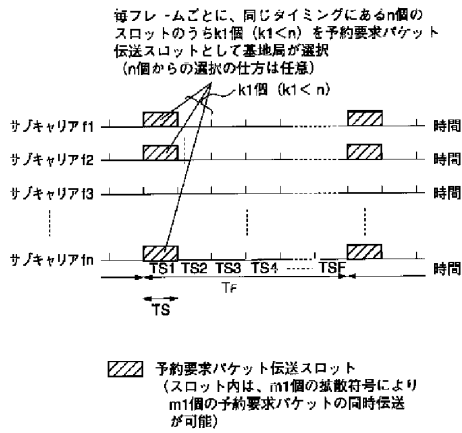 毎フレームごとに、同じタイミングにあるn個の
スロットのうちk1個(k1<n)を予約要求パケット
伝送スロットとして基地局が選択
(n個からの選択の仕方は任意)
k1個(k1<n)
サブキャリアf1 時間
サブキャリアf2 時間
サブキャリアf3 時間
サブキャリアfn 時間
TS1 TS2 TS3 TS4 TSF
TF
TS
予約要求パケット伝送スロット
(スロット内は、m1個の拡散符号により
m1個の予約要求パケットの同時伝送
が可能)